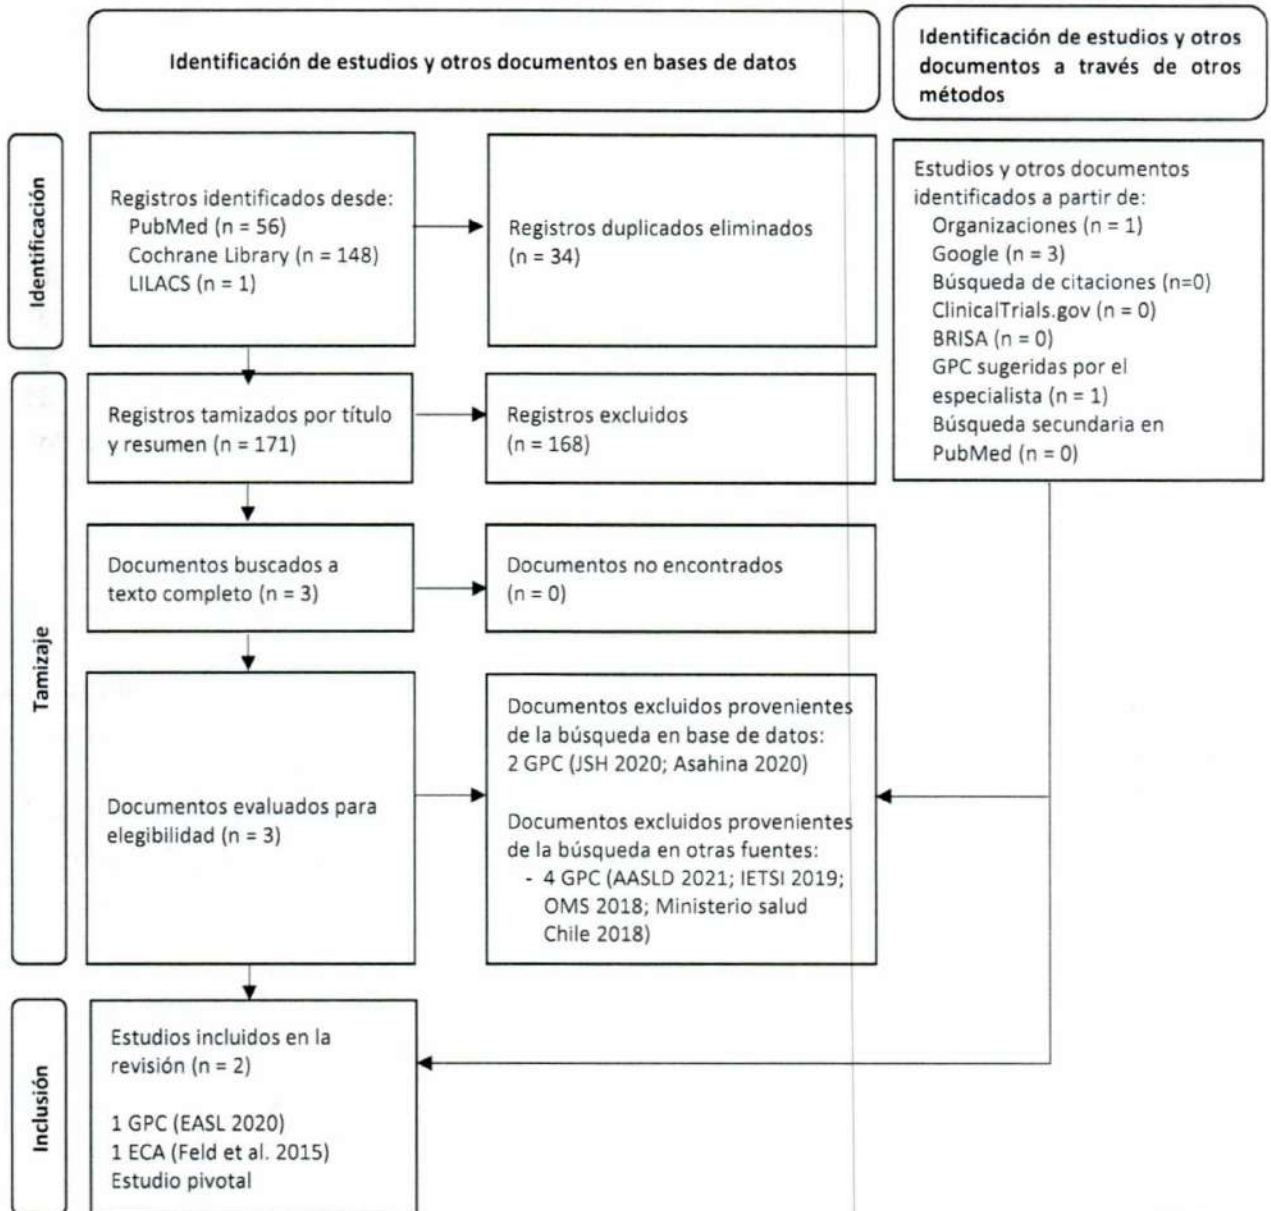 Identificación de estudios y otros documentos en bases de datos
Identificación de estudios y otros
documentos a través de otros
métodos
Identificación
Registros identificados desde:
PubMed (n = 56)
Cochrane Library (n = 148)
LILACS (n = 1)
Registros duplicados eliminados
(n = 34)
Estudios y otros documentos
identificados a partir de:
Organizaciones (n = 1)
Google (n = 3)
Búsqueda de citaciones (n=0)
ClinicalTrials.gov (n = 0)
BRISA (n = 0)
GPC sugeridas por el
especialista (n = 1)
Búsqueda secundaria en
PubMed (n = 0)
Tamizaje
Registros tamizados por título
y resumen (n = 171)
Registros excluidos
(n = 168)
Documentos buscados a
texto completo (n = 3)
Documentos no encontrados
(n = 0)
Documentos evaluados para
elegibilidad (n = 3)
Documentos excluidos provenientes
de la búsqueda en base de datos:
2 GPC (JSH 2020; Asahina 2020)
Documentos excluidos provenientes
de la búsqueda en otras fuentes:
- 4 GPC (AASLD 2021; IETSI 2019;
OMS 2018; Ministerio salud
Chile 2018)
Inclusión
Estudios incluidos en la
revisión (n = 2)
1 GPC (EASL 2020)
1 ECA (Feld et al. 2015)
Estudio pivotal